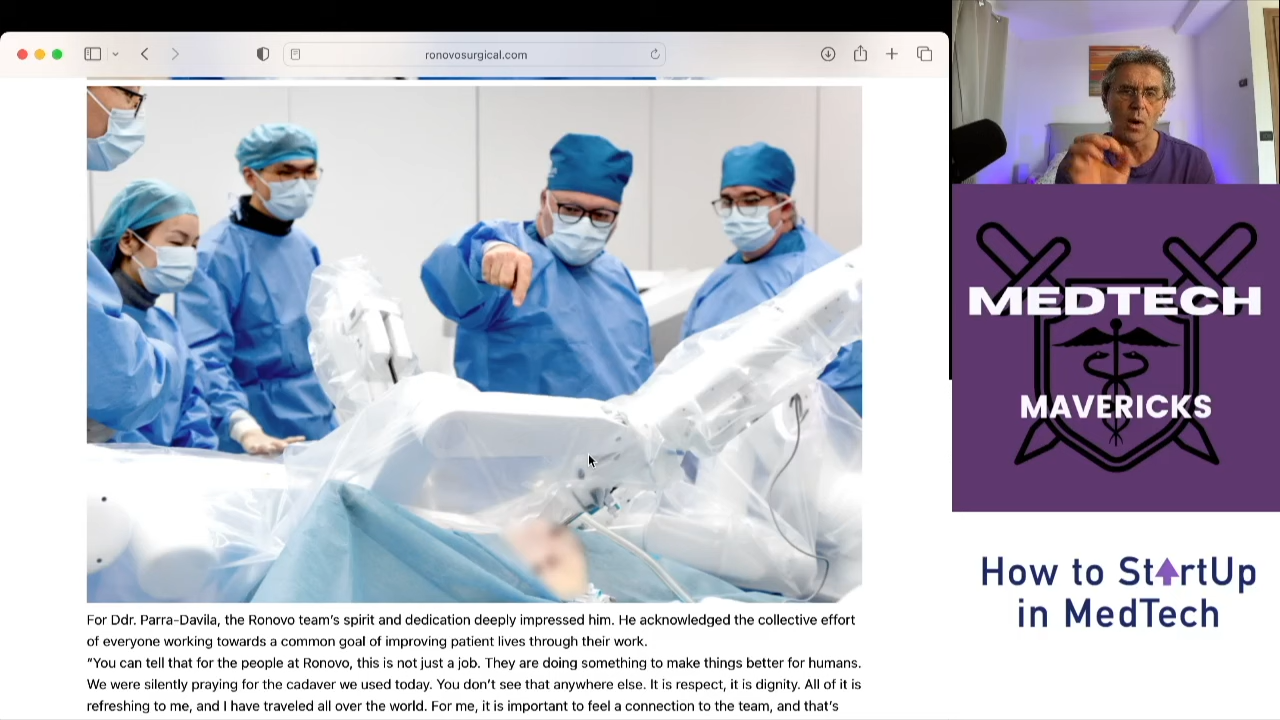 ronovosurgical.com
For Ddr. Parra-Davila, the Ronovo team's spirit and dedication deeply impressed him. He acknowledged the collective effort
of everyone working towards a common goal of improving patient lives through their work.
"You can tell that for the people at Ronovo, this is not just a job. They are doing something to make things better for humans.
We were silently praying for the cadaver we used today. You don't see that anywhere else. It is respect, it is dignity. All of it is
refreshing to me, and I have traveled all over the world. For me, it is important to feel a connection to the team, and that's
MEDTECH
MAVERICKS
How to StartUp
in MedTech